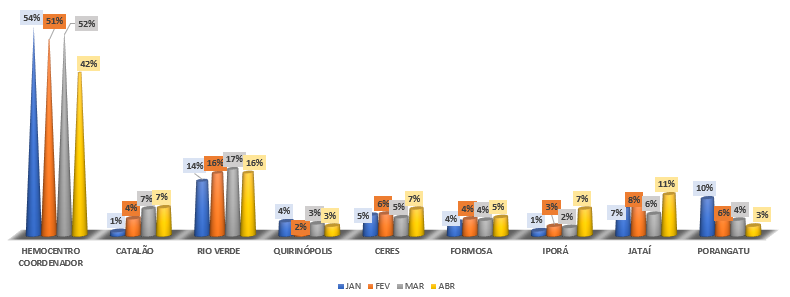 54% 51% 52% 42%
1% 4% 7% 7%
14% 16% 17% 16%
4% 2% 3% 3%
5% 6% 5% 7%
4% 4% 4% 5%
1% 3% 2% 7%
7% 8% 6% 11%
10% 6% 4% 3%
HEMOCENTRO
COORDENADOR
CATALÃO
RIO VERDE
QUIRINÓPOLIS
CERES
FORMOSA
IPORÁ
JATAÍ
PORANGATU
JAN FEV MAR ABR